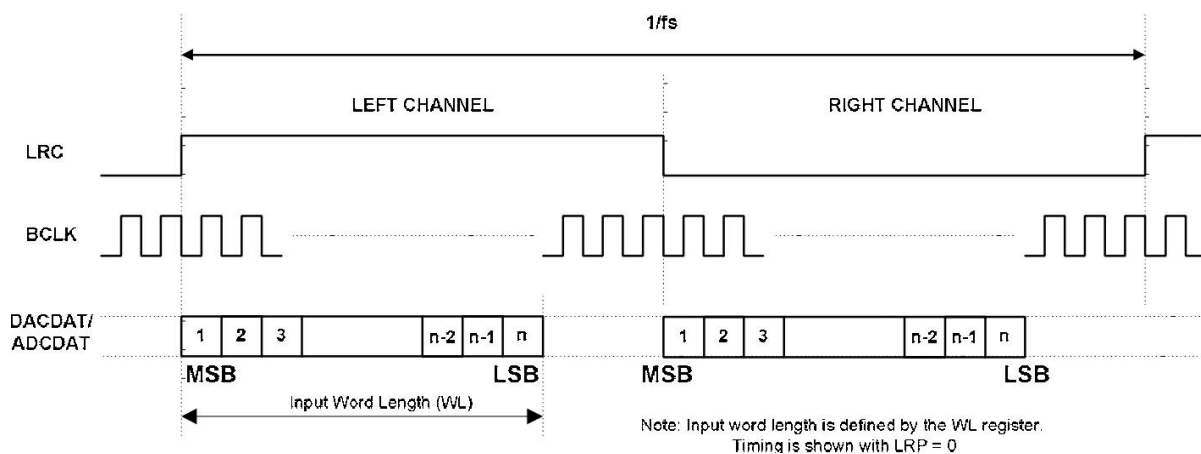 1/fs
LEFT CHANNEL
RIGHT CHANNEL
LRC
BCLK
DACDAT/
ADCDAT
1 2 3 n-2 n-1 n
1 2 3 n-2 n-1 n
MSB LSB
MSB LSB
Input Word Length (WL)
Note: Input word length is defined by the WL register.
Timing is shown with LRP = 0